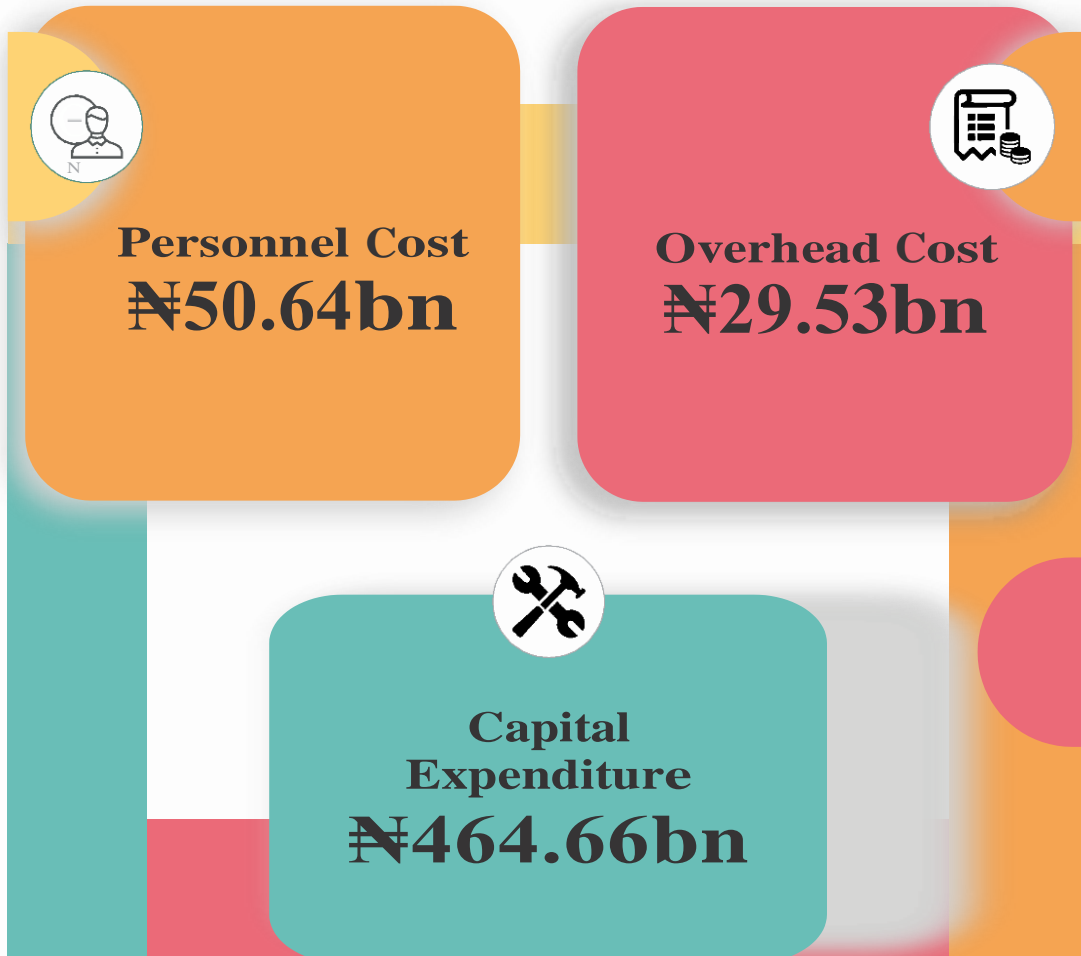 N
Personnel Cost
₦50.64bn
Overhead Cost
₦29.53bn
Capital
Expenditure
₦464.66bn